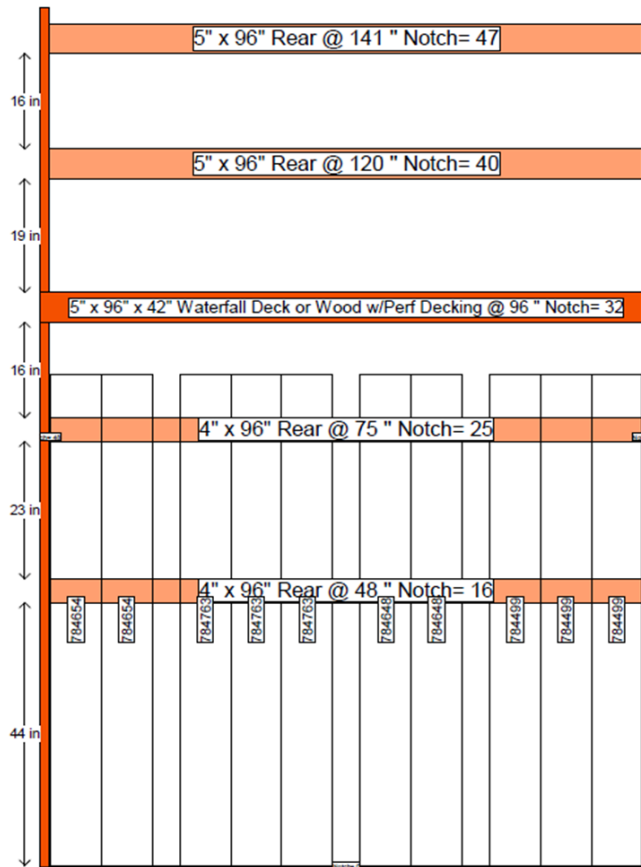 5" x 96" Rear @ 141 " Notch= 47
16 in
5" x 96" Rear @ 120 " Notch= 40
19 in
5" x 96" x 42" Waterfall Deck or Wood w/Perf Decking @ 96 " Notch= 32
16 in
4" x 96" Rear @ 75 " Notch= 25
23 in
4" x 96" Rear @ 48 " Notch= 16
784654
784654
784763
784763
784763
784648
784648
784499
784499
784499
44 in